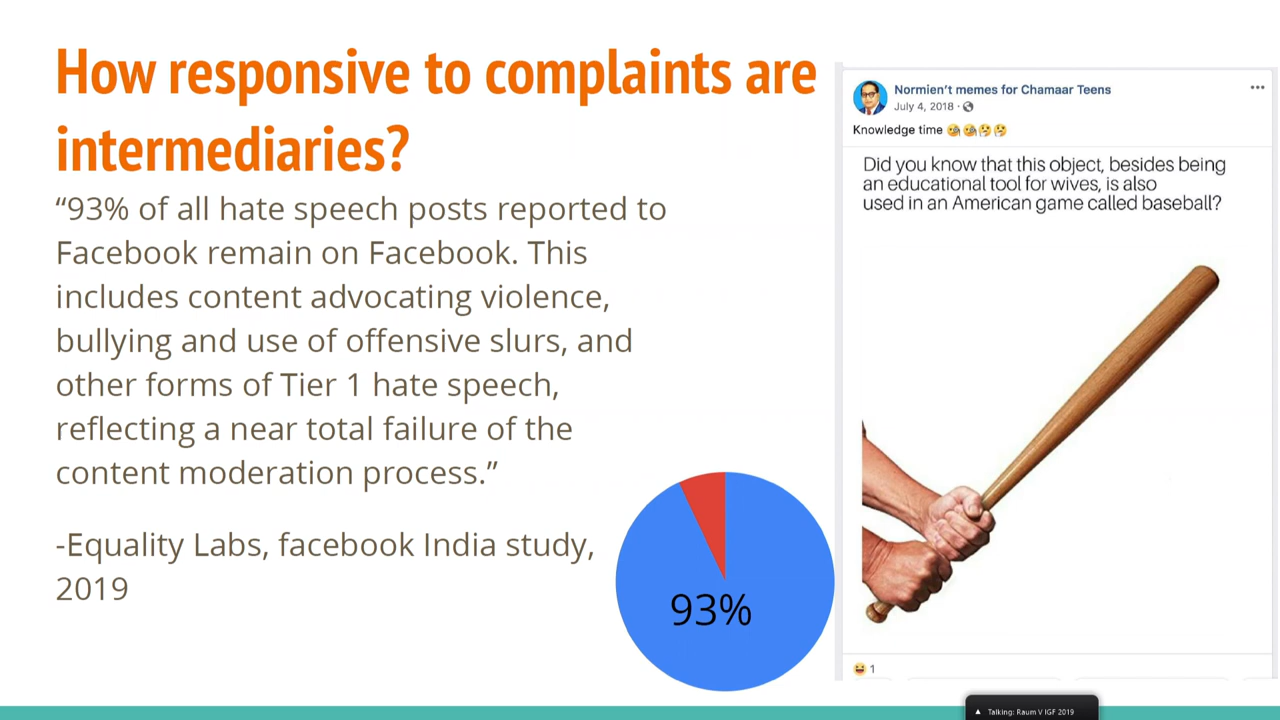 How responsive to complaints are
intermediaries?
“93% of all hate speech posts reported to
Facebook remain on Facebook. This
includes content advocating violence,
bullying and use of offensive slurs, and
other forms of Tier 1 hate speech,
reflecting a near total failure of the
content moderation process.”
-Equality Labs, facebook India study,
2019
93%
Normien’t memes for Chamaar Teens
July 4, 2018 ·
Knowledge time 🧐🧐🤔🤔
Did you know that this object, besides being
an educational tool for wives, is also
used in an American game called baseball?
1
Talking: Raum V IGF 2019